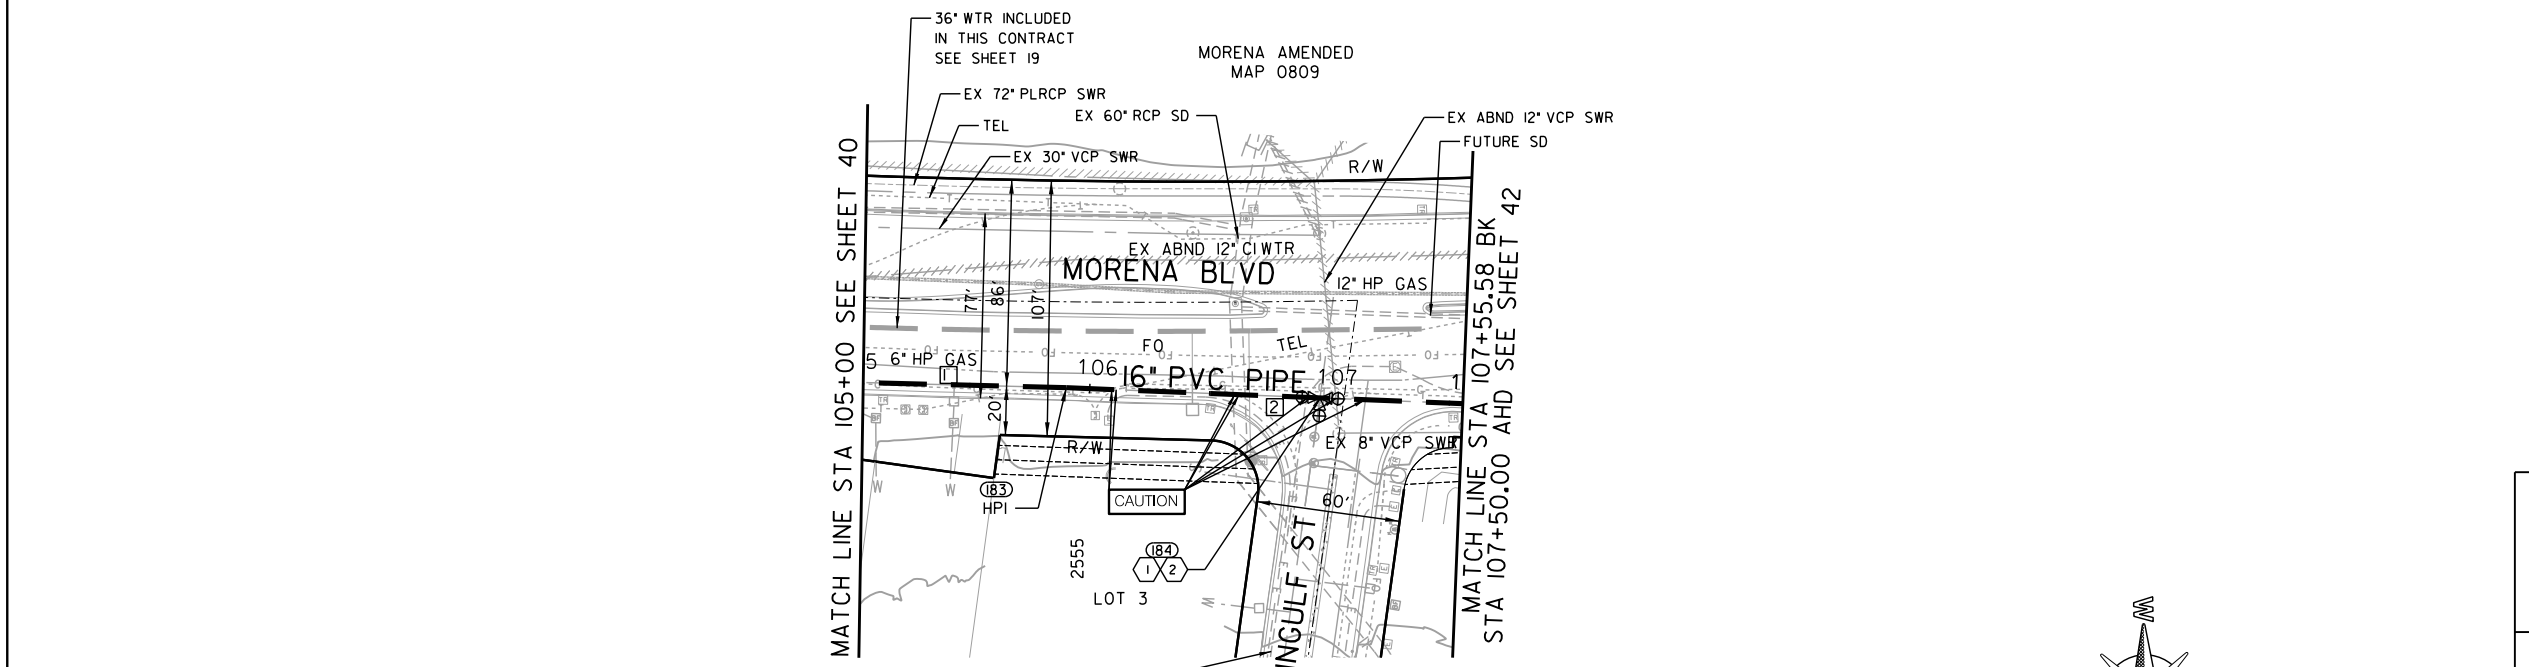 36" WTR INCLUDED
IN THIS CONTRACT
SEE SHEET 19
MORENA AMENDED
MAP 0809
EX 72" PLRCP SWR
EX 60" RCP SD
TEL
EX 30" VCP SWR
EX ABND 12" VCP SWR
FUTURE SD
R/W
MATCH LINE STA 105+00 SEE SHEET 40
EX ABND 12" CI WTR
MORENA BLVD
12" HP GAS
77'
86'
107'
FO
TEL
5
6" HP GAS
1
106
16" PVC PIPE
107
1
2
20'
R/W
EX 8" VCP SWR
183
HPI
CAUTION
60'
2555
184
1
2
LOT 3
INGULF ST
MATCH LINE STA 107+55.58 BK
STA 107+50.00 AHD SEE SHEET 42
W
W
N